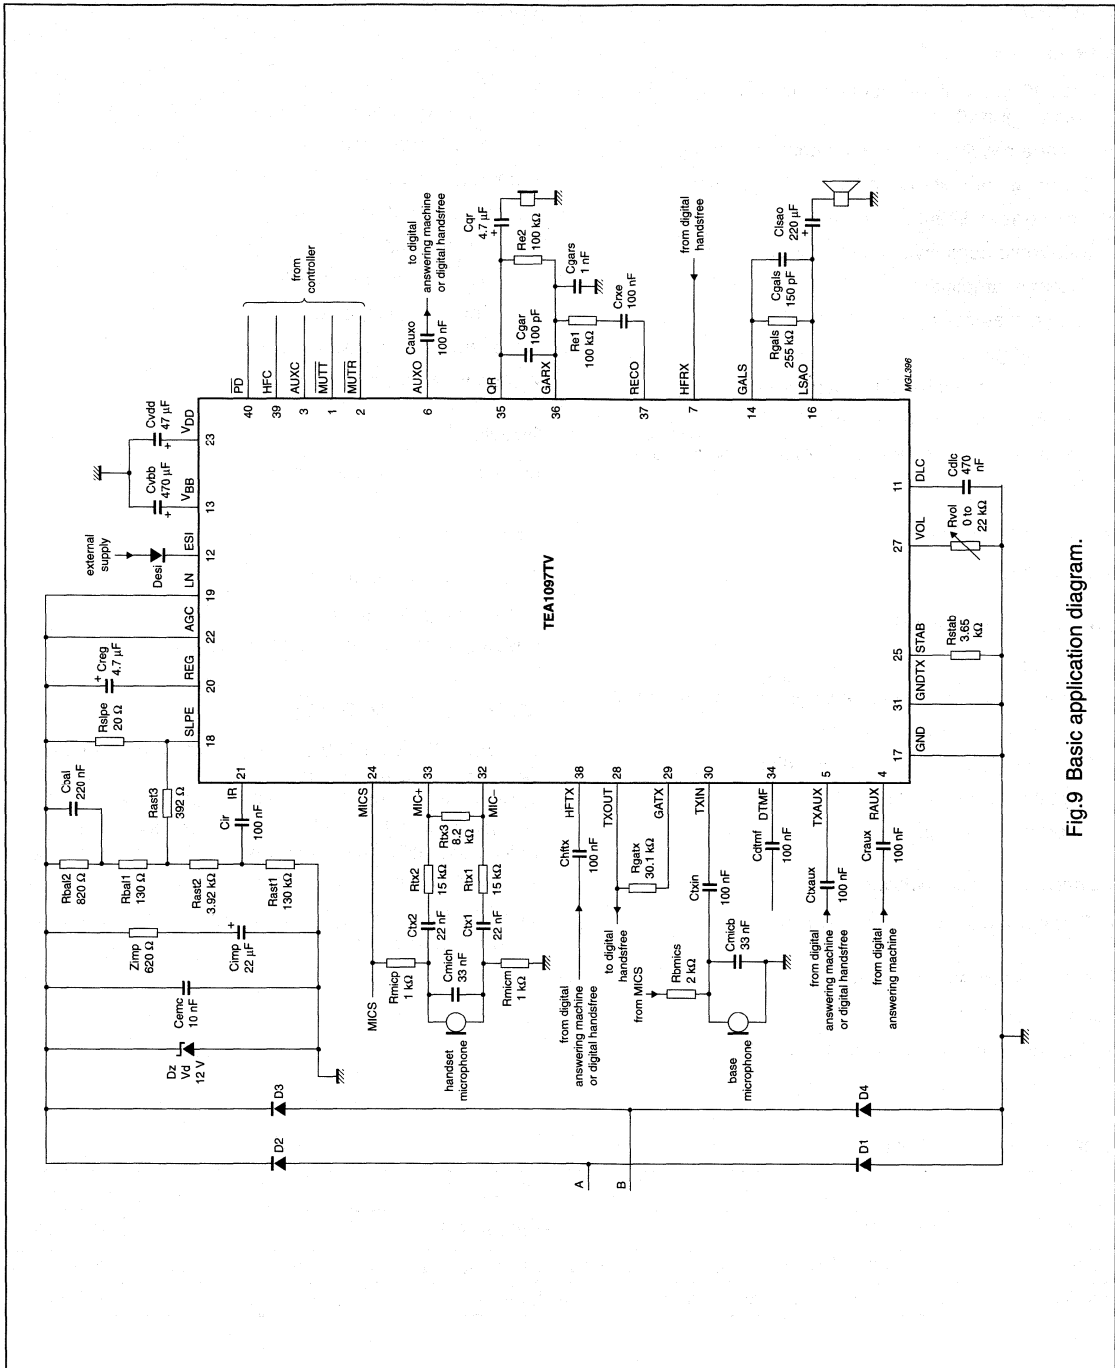 external
supply
Desi
Cvbb
470 μF
Cvdd
47 μF
+
+
Rbal2
820 Ω
Cbal
220 nF
Rbal1
130 Ω
Rast3
392 Ω
Rast2
3.92 kΩ
Cir
100 nF
Rast1
130 kΩ
Rslpe
20 Ω
+ Creg
4.7 μF
Zimp
620 Ω
Cimp
22 μF
+
Cemc
10 nF
Dz
Vd
12 V
D2
D3
D1
D4
A
B
IR
21
SLPE
18
REG
20
AGC
22
LN
19
ESI
12
VBB
13
VDD
23
PD
40
HFC
39
AUXC
3
MUTT
1
MUTR
2
from
controller
AUXO
6
Cauxo
100 nF
to digital
answering machine
or digital handsfree
QR
35
GARX
36
Cgar
100 pF
Cqr
4.7 μF
+
Re2
100 kΩ
Cgars
1 nF
Re1
100 kΩ
Crxe
100 nF
RECO
37
HFRX
7
from digital
handsfree
GALS
14
LSAO
16
Rgals
255 kΩ
Cgals
150 pF
Clsao
220 μF
+
TEA1097TV
MICS
MICS
24
Rmicp
1 kΩ
Ctx2
22 nF
Rtx2
15 kΩ
MIC+
33
Cmich
33 nF
Rtx3
8.2
kΩ
handset
microphone
Ctx1
22 nF
Rtx1
15 kΩ
MIC−
32
Rmicm
1 kΩ
from digital
answering machine
or digital handsfree
Chftx
100 nF
HFTX
38
to digital
handsfree
TXOUT
28
Rgatx
30.1 kΩ
GATX
29
from MICS
Rbmics
2 kΩ
Ctxin
100 nF
TXIN
30
base
microphone
Cmicb
33 nF
Cdtmf
100 nF
DTMF
34
from digital
answering machine
or digital handsfree
Ctxaux
100 nF
TXAUX
5
from digital
answering machine
Craux
100 nF
RAUX
4
17
GND
31
GNDTX
25
STAB
Rstab
3.65
kΩ
27
VOL
Rvol
0 to
22 kΩ
11
DLC
Cdlc
470
nF
MGL396
Fig.9 Basic application diagram.